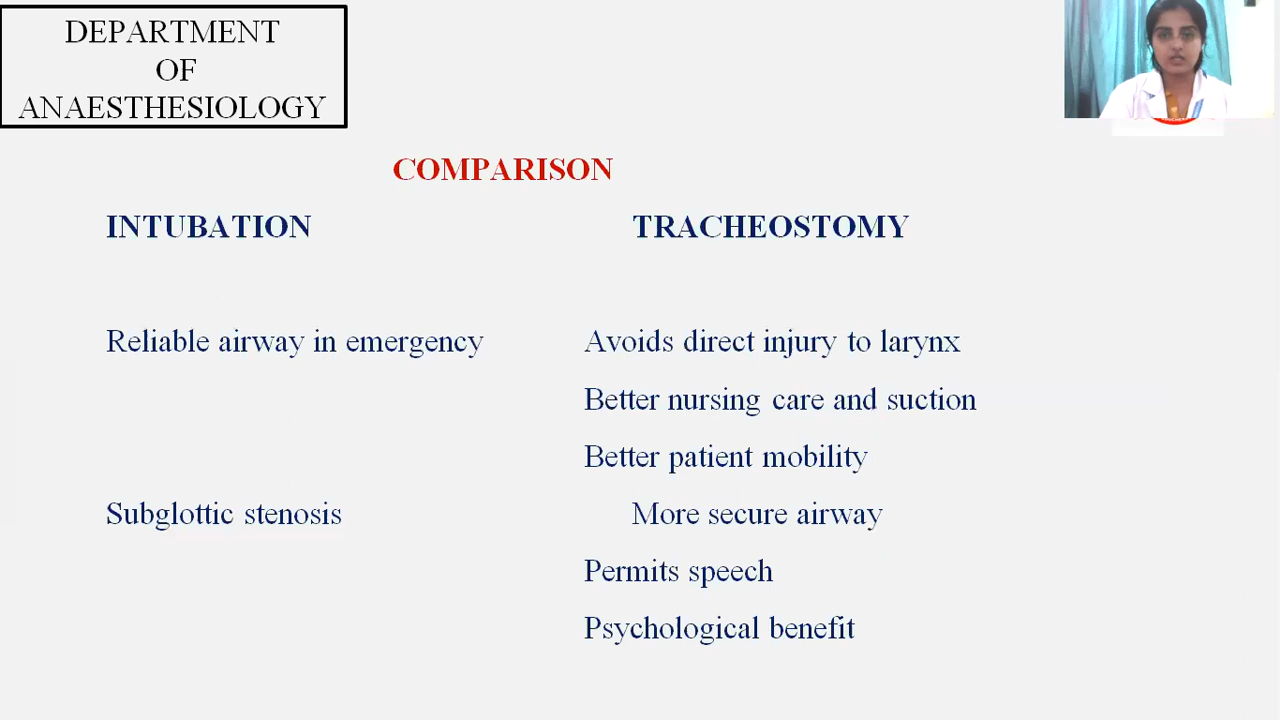 DEPARTMENT
OF
ANAESTHESIOLOGY
COMPARISON
INTUBATION TRACHEOSTOMY
Reliable airway in emergency Avoids direct injury to larynx
Better nursing care and suction
Better patient mobility
Subglottic stenosis More secure airway
Permits speech
Psychological benefit